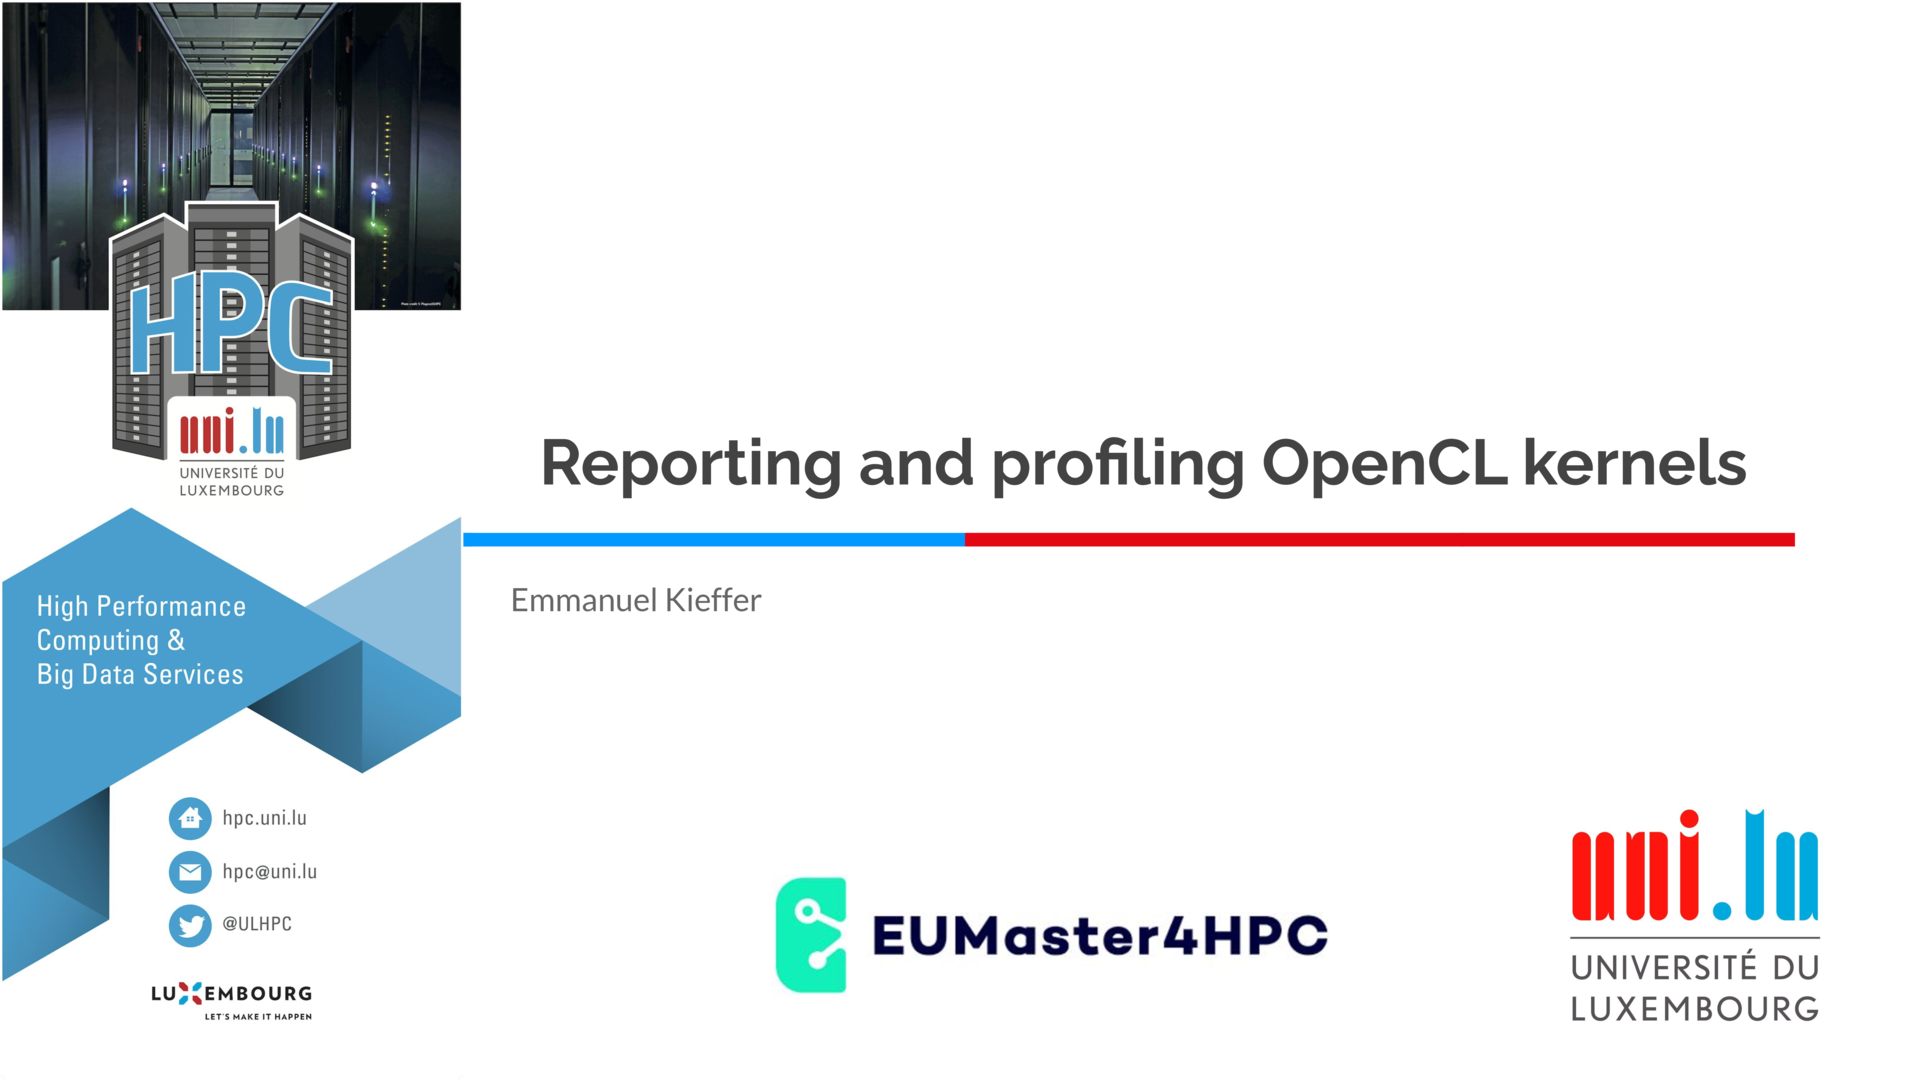 HPC
uni.lu
UNIVERSITÉ DU
LUXEMBOURG
Reporting and profiling OpenCL kernels
Emmanuel Kieffer
High Performance
Computing &
Big Data Services
hpc.uni.lu
hpc@uni.lu
@ULHPC
LUXEMBOURG
LET'S MAKE IT HAPPEN
EUMaster4HPC
uni.lu
UNIVERSITÉ DU
LUXEMBOURG